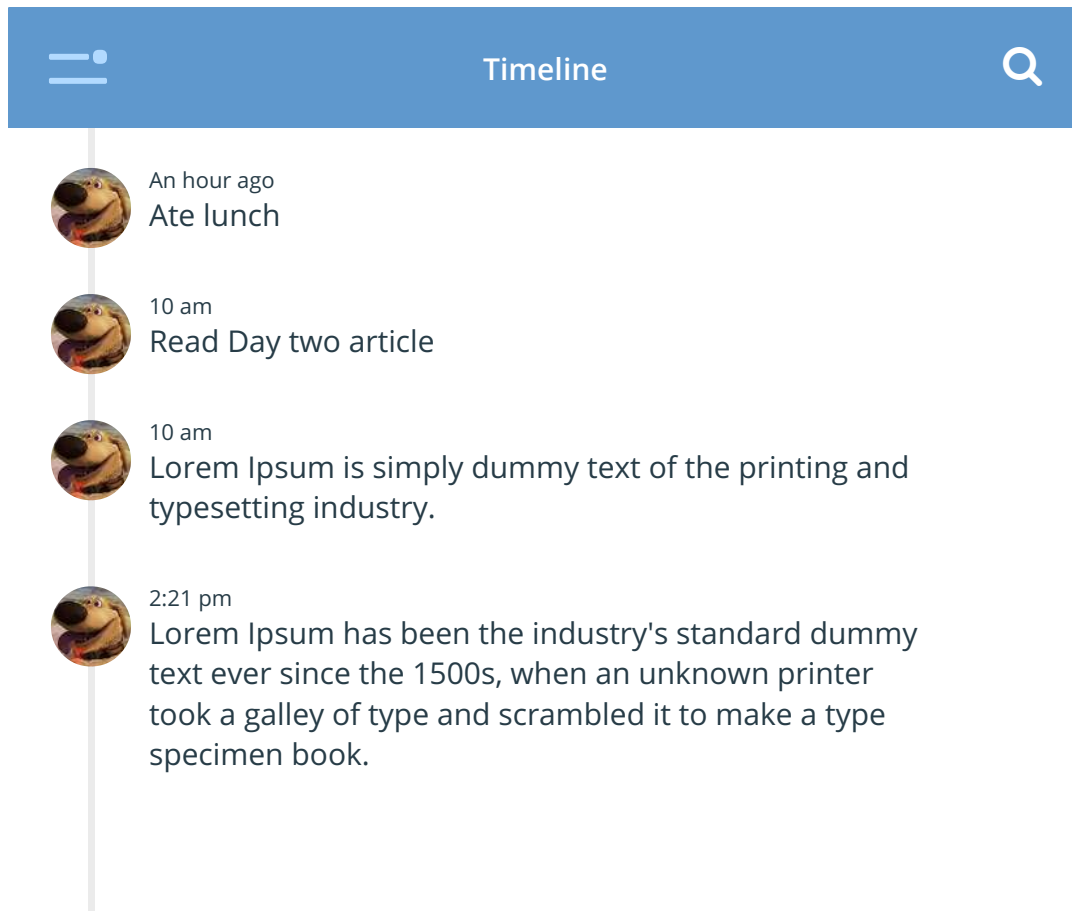 Timeline
An hour ago
Ate lunch
10 am
Read Day two article
10 am
Lorem Ipsum is simply dummy text of the printing and
typesetting industry.
2:21 pm
Lorem Ipsum has been the industry's standard dummy
text ever since the 1500s, when an unknown printer
took a galley of type and scrambled it to make a type
specimen book.